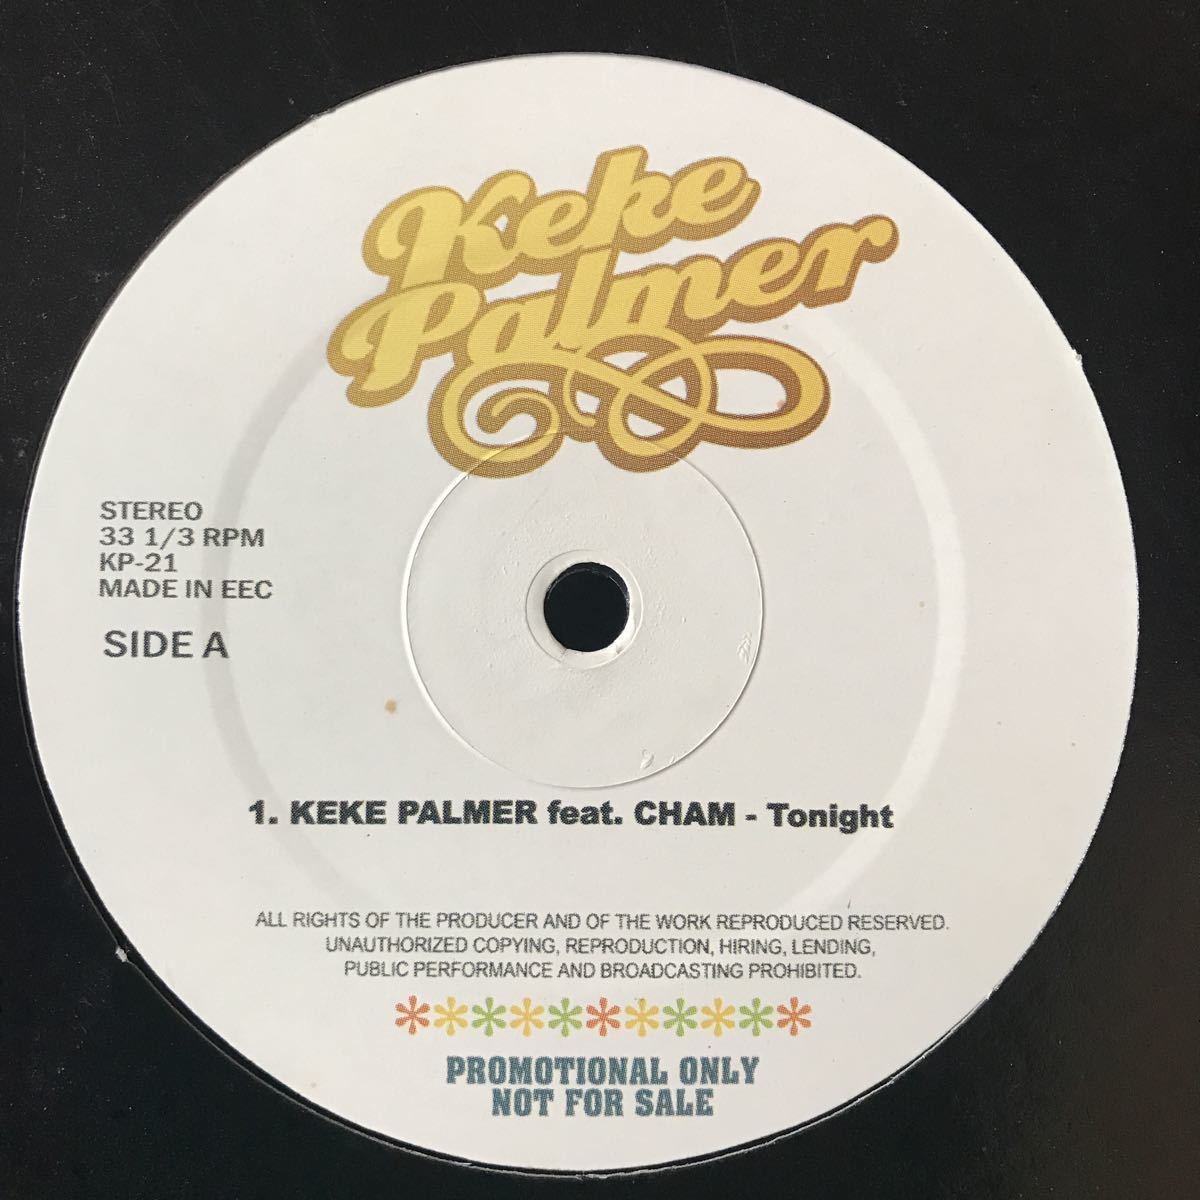 Keke
Palmer
STEREO
33 1/3 RPM
KP-21
MADE IN EEC
SIDE A
1. KEKE PALMER feat. CHAM - Tonight
ALL RIGHTS OF THE PRODUCER AND OF THE WORK REPRODUCED RESERVED.
UNAUTHORIZED COPYING, REPRODUCTION, HIRING, LENDING,
PUBLIC PERFORMANCE AND BROADCASTING PROHIBITED.
***********
PROMOTIONAL ONLY
NOT FOR SALE